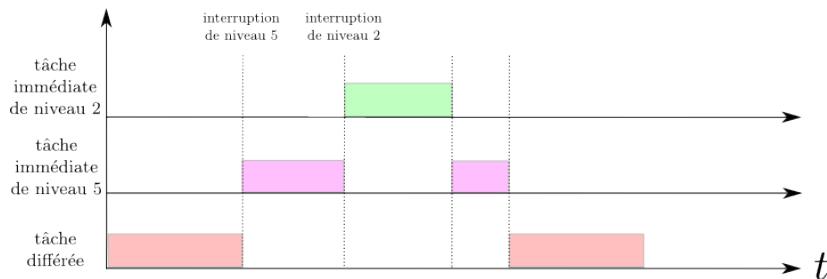 interruption
de niveau 5
interruption
de niveau 2
tâche
immédiate
de niveau 2
tâche
immédiate
de niveau 5
tâche
différée
t